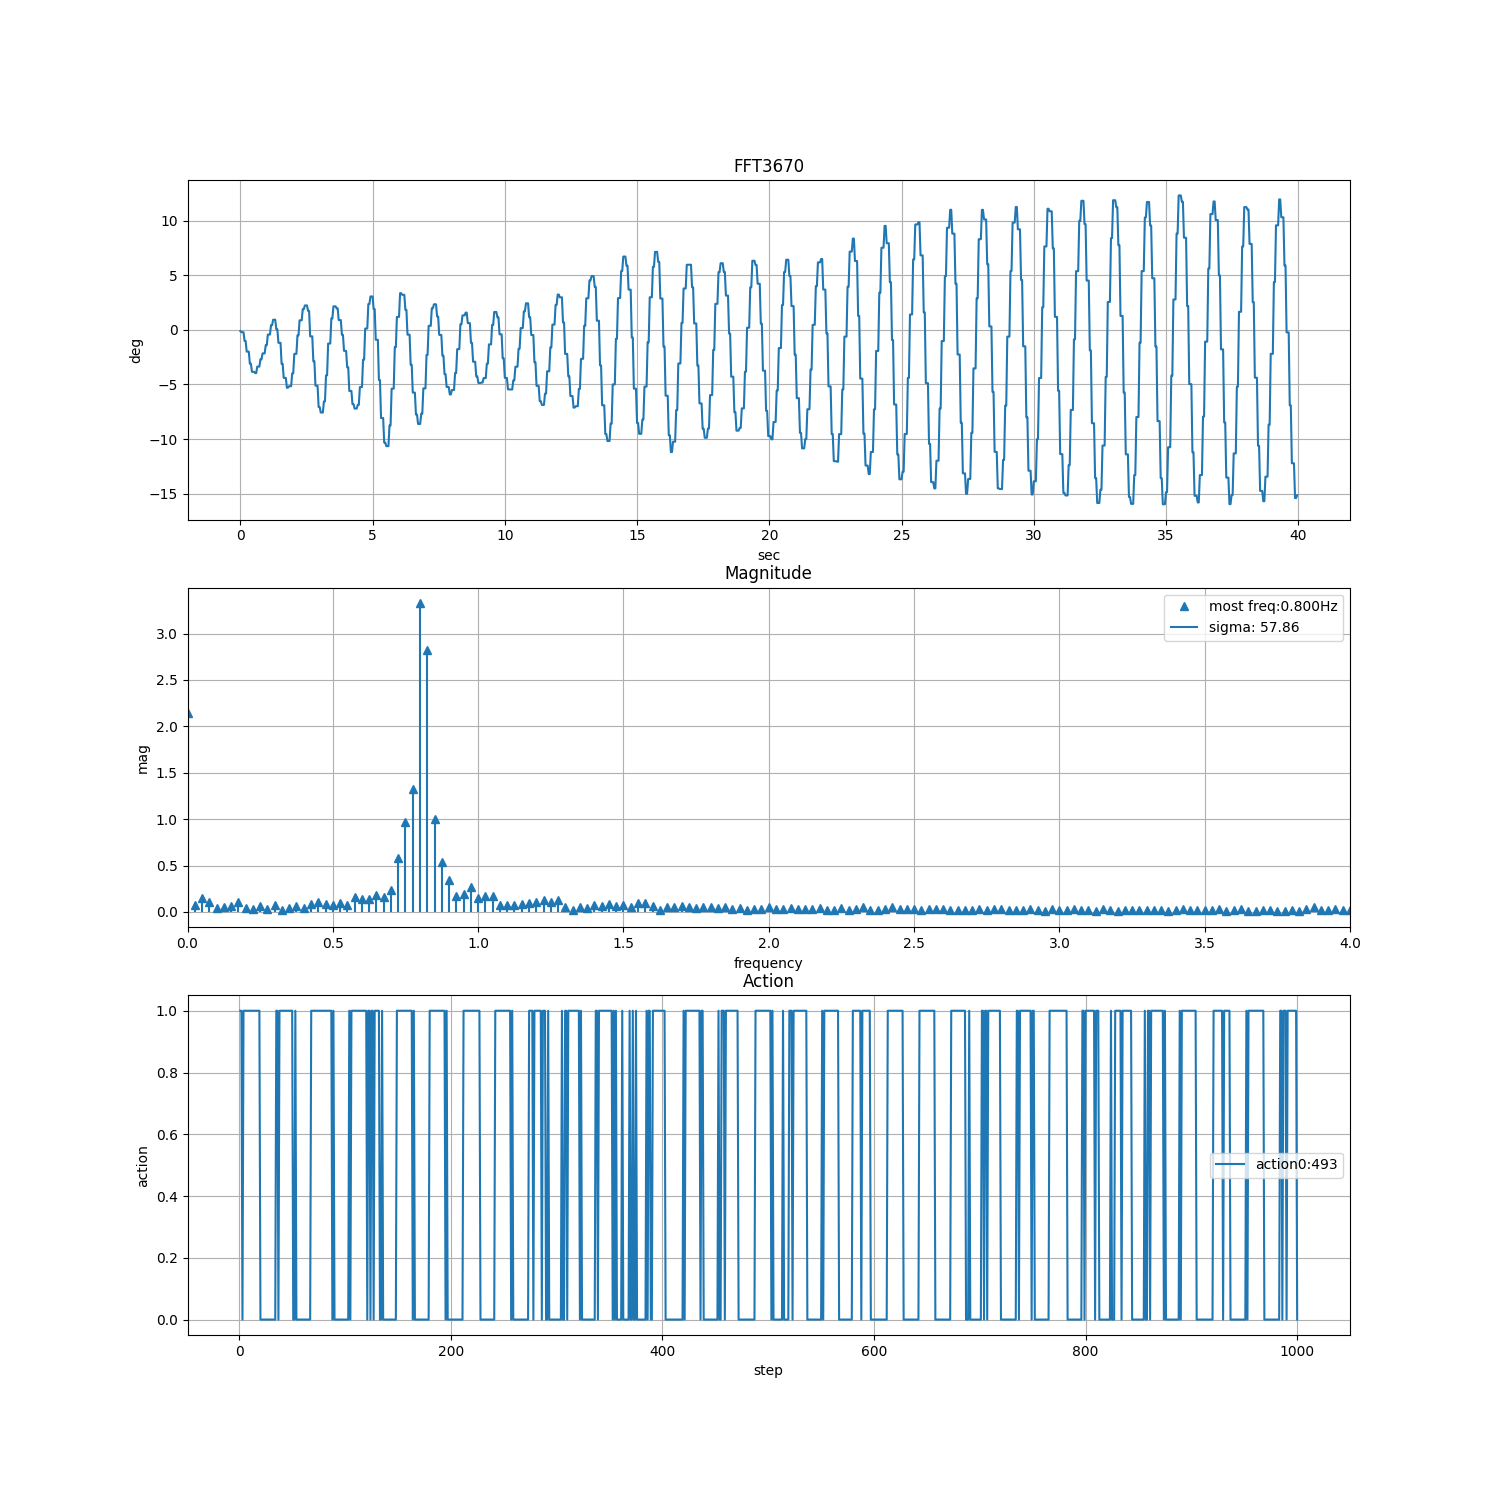 FFT3670
10
5
0
−5
−10
−15
deg
0 5 10 15 20 25 30 35 40
sec
Magnitude
most freq:0.800Hz
sigma: 57.86
3.0
2.5
2.0
1.5
1.0
0.5
0.0
mag
0.0 0.5 1.0 1.5 2.0 2.5 3.0 3.5 4.0
frequency
Action
1.0
0.8
0.6
0.4
0.2
0.0
action
action0:493
0 200 400 600 800 1000
step